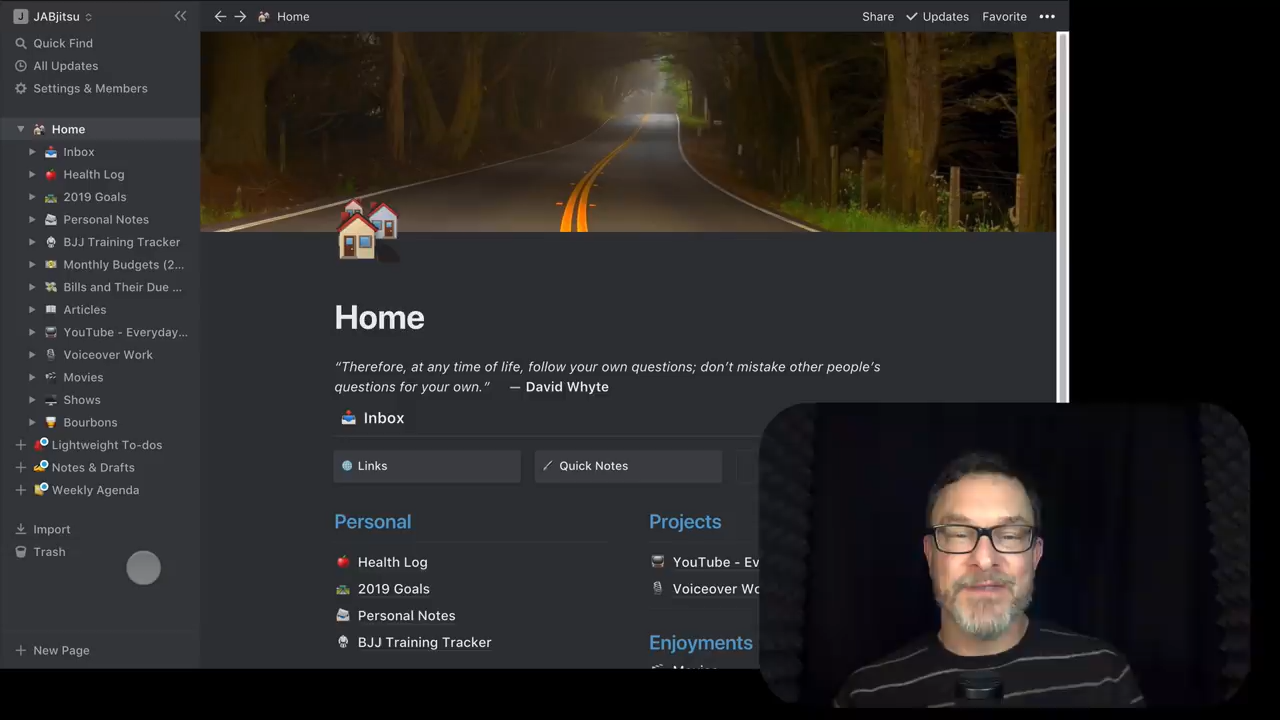 J JABjitsu
Quick Find
All Updates
Settings & Members
Home
Inbox
Health Log
2019 Goals
Personal Notes
BJJ Training Tracker
Monthly Budgets (2...
Bills and Their Due ...
Articles
YouTube - Everyday...
Voiceover Work
Movies
Shows
Bourbons
Lightweight To-dos
Notes & Drafts
Weekly Agenda
Import
Trash
New Page
Home
Share Updates Favorite
Home
“Therefore, at any time of life, follow your own questions; don’t mistake other people’s
questions for your own.” — David Whyte
Inbox
Links
Quick Notes
Personal
Health Log
2019 Goals
Personal Notes
BJJ Training Tracker
Projects
YouTube - Ev
Voiceover Wo
Enjoyments